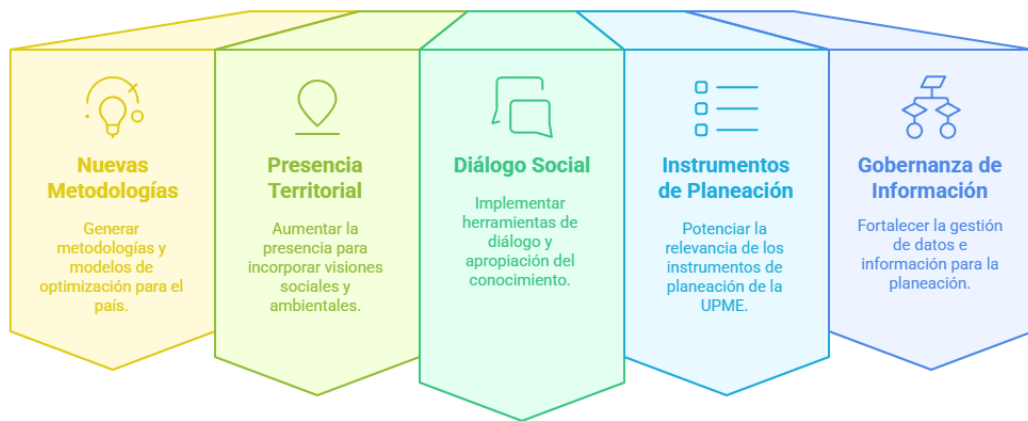 Nuevas
Metodologías
Generar
metodologías y
modelos de
optimización para el
país.
Presencia
Territorial
Aumentar la
presencia para
incorporar visiones
sociales y
ambientales.
Diálogo Social
Implementar
herramientas de
diálogo y
apropiación del
conocimiento.
Instrumentos
de Planeación
Potenciar la
relevancia de los
instrumentos de
planeación de la
UPME.
Gobernanza de
Información
Fortalecer la gestión
de datos e
información para la
planeación.